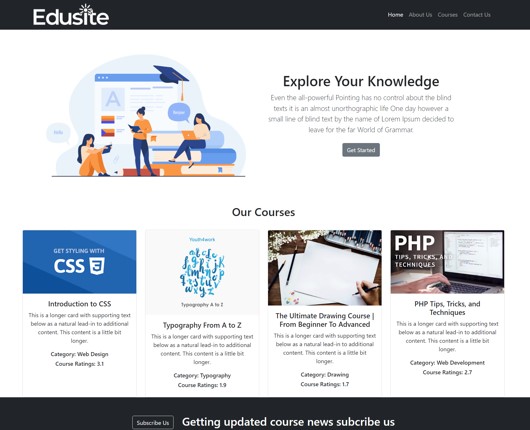 Edusite
Home About Us Courses Contact Us
A
Explore Your Knowledge
Even the all-powerful Pointing has no control about the blind
texts it is an almost unorthographic life One day however a
small line of blind text by the name of Lorem Ipsum decided to
leave for the far World of Grammar.
Get Started
Our Courses
GET STYLING WITH
CSS 3
Introduction to CSS
This is a longer card with supporting text
below as a natural lead-in to additional
content. This content is a little bit
longer.
Category: Web Design
Course Ratings: 3.1
Youth4work
Typography A to Z
Typography From A to Z
This is a longer card with supporting text
below as a natural lead-in to additional
content. This content is a little bit
longer.
Category: Typography
Course Ratings: 1.9
The Ultimate Drawing Course |
From Beginner To Advanced
This is a longer card with supporting text
below as a natural lead-in to additional
content. This content is a little bit
longer.
Category: Drawing
Course Ratings: 1.7
PHP
TIPS, TRICKS, AND
TECHNIQUES
PHP Tips, Tricks, and
Techniques
This is a longer card with supporting text
below as a natural lead-in to additional
content. This content is a little bit
longer.
Category: Web Development
Course Ratings: 2.7
Subscribe Us
Getting updated course news subcribe us